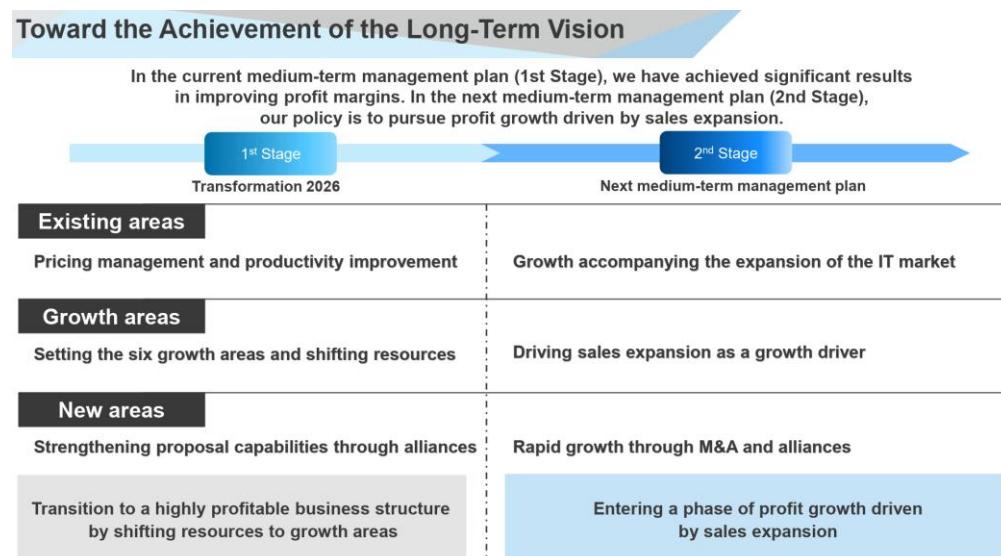 Toward the Achievement of the Long-Term Vision
In the current medium-term management plan (1st Stage), we have achieved significant results
in improving profit margins. In the next medium-term management plan (2nd Stage),
our policy is to pursue profit growth driven by sales expansion.
1st Stage
2nd Stage
Transformation 2026
Next medium-term management plan
Existing areas
Pricing management and productivity improvement
Growth accompanying the expansion of the IT market
Growth areas
Setting the six growth areas and shifting resources
Driving sales expansion as a growth driver
New areas
Strengthening proposal capabilities through alliances
Rapid growth through M&A and alliances
Transition to a highly profitable business structure
by shifting resources to growth areas
Entering a phase of profit growth driven
by sales expansion